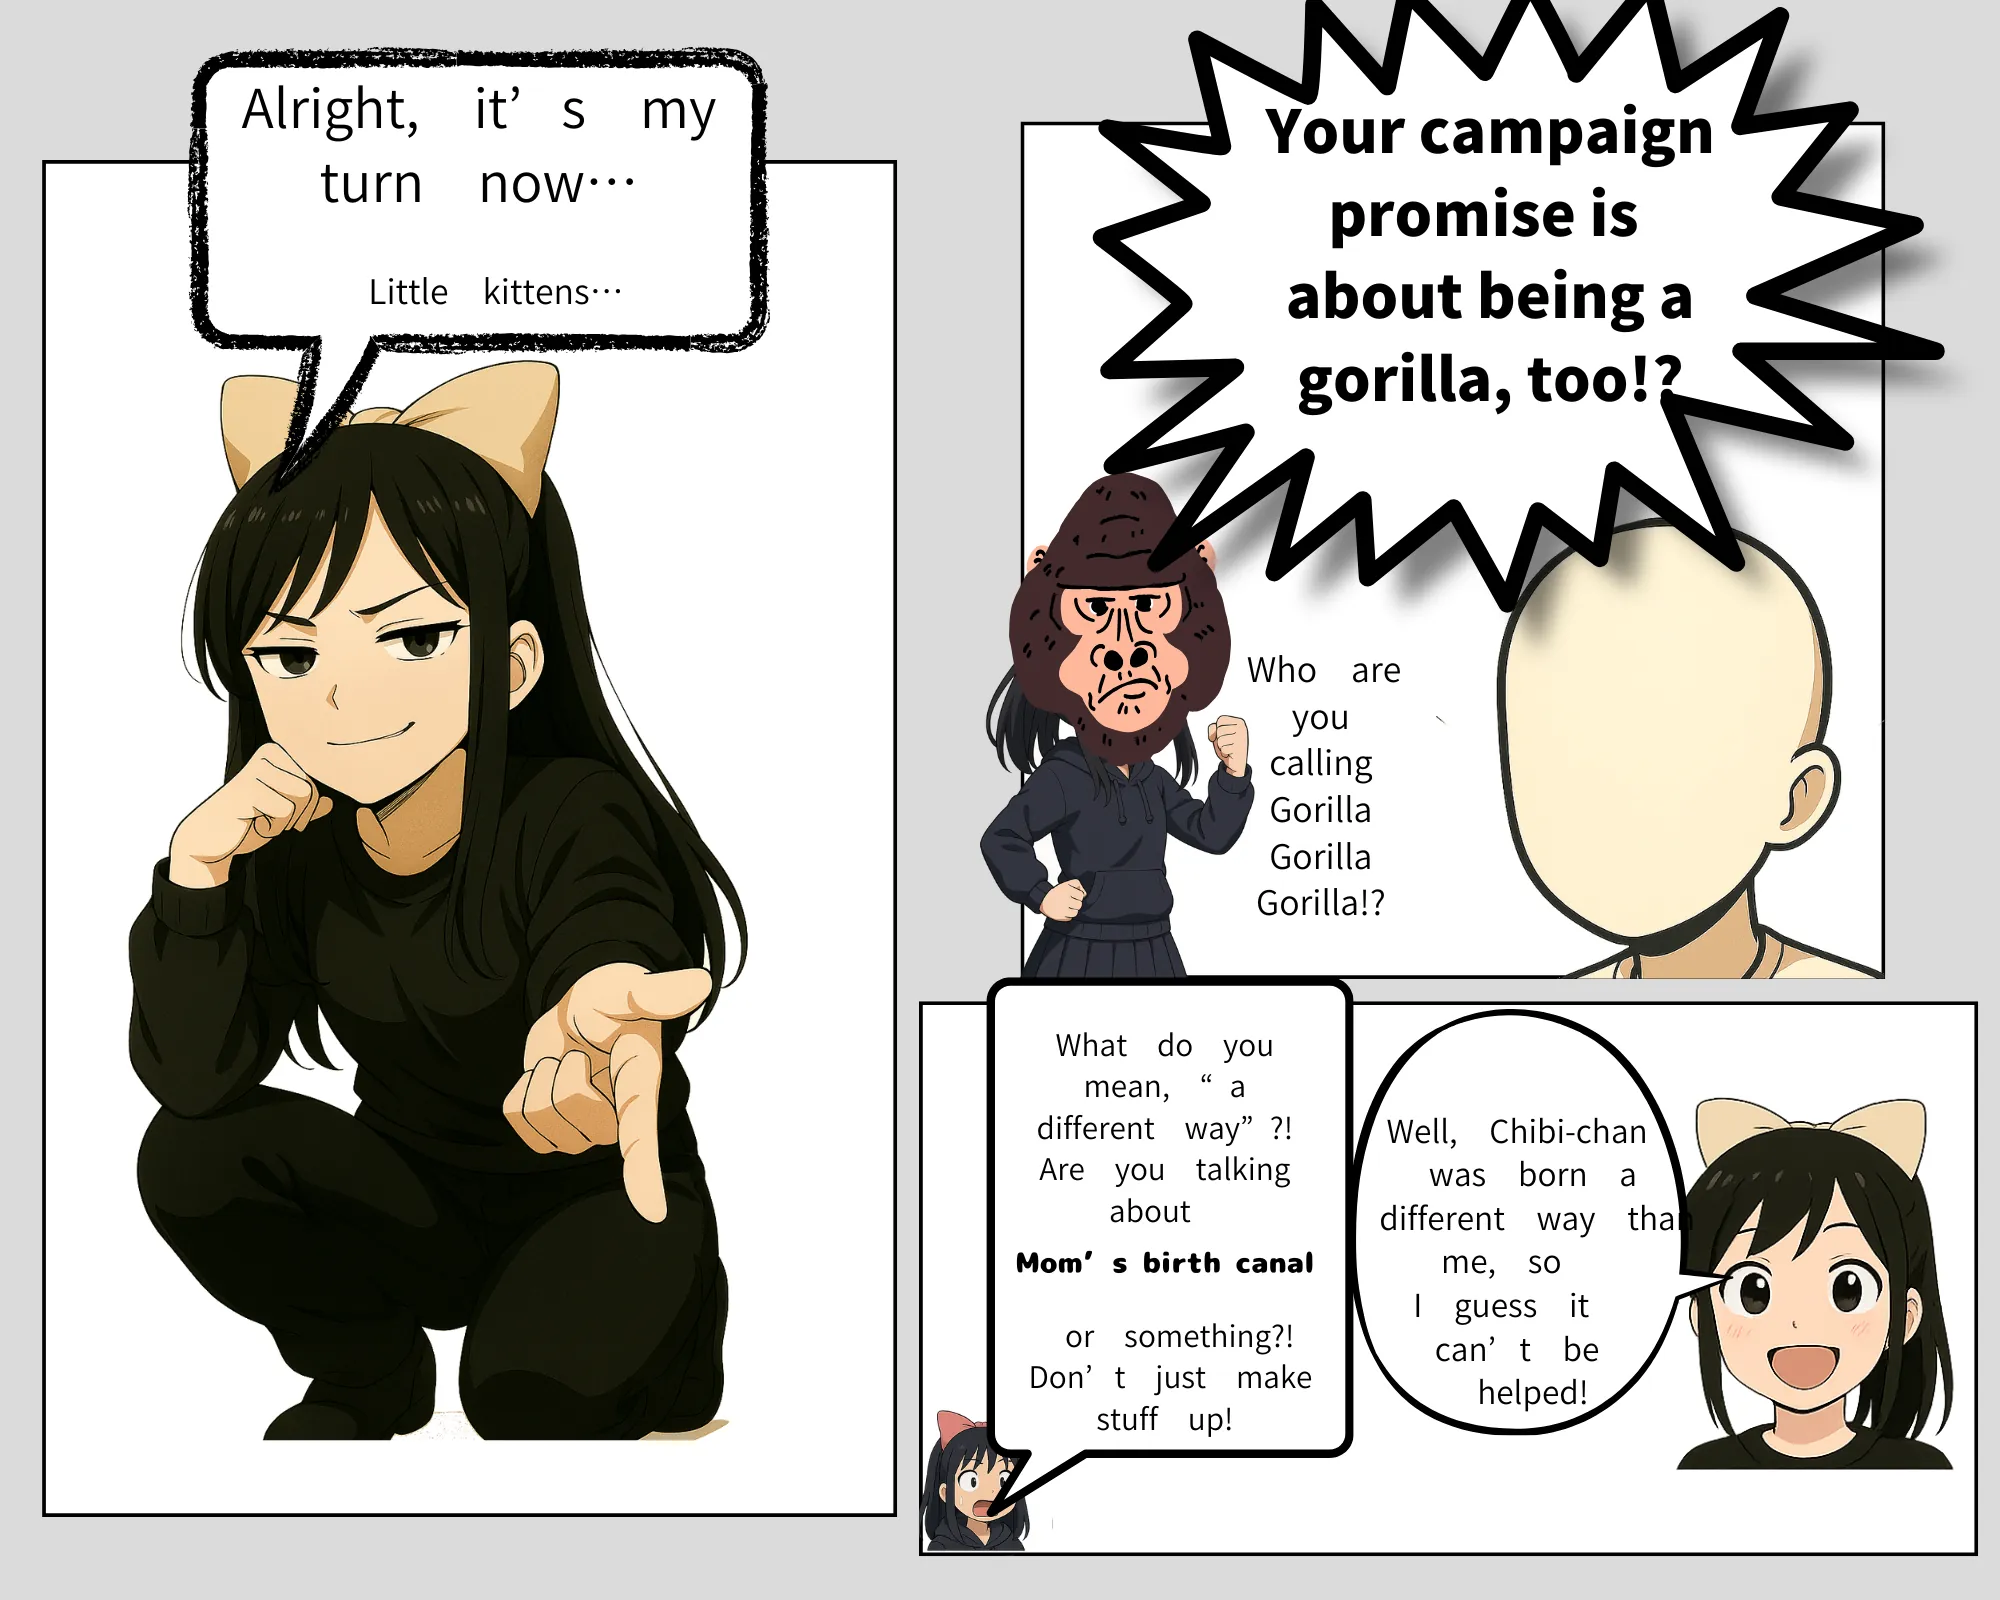 Your campaign
promise is
about being a
gorilla, too!?
Who are
you
calling
Gorilla
Gorilla
Gorilla!?
Well, Chibi-chan
was born a
different way than
me, so
I guess it
can’t be
helped!
What do you
mean, “a
different way”?!
Are you talking
about
Mom’s birth canal
or something?!
Don’t just make
stuff up!
Alright, it’s my
turn now…
Little kittens…